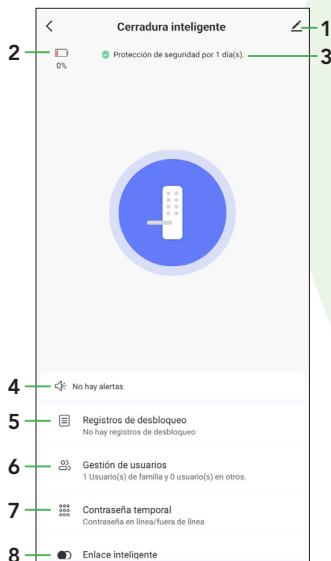 Cerradura inteligente
1
2
0%
Protección de seguridad por 1 día(s).
3
4
No hay alertas
5
Registros de desbloqueo
No hay registros de desbloqueo
6
Gestión de usuarios
1 Usuario(s) de familia y 0 usuario(s) en otros.
7
Contraseña temporal
Contraseña en línea/fuera de línea
8
Enlace inteligente